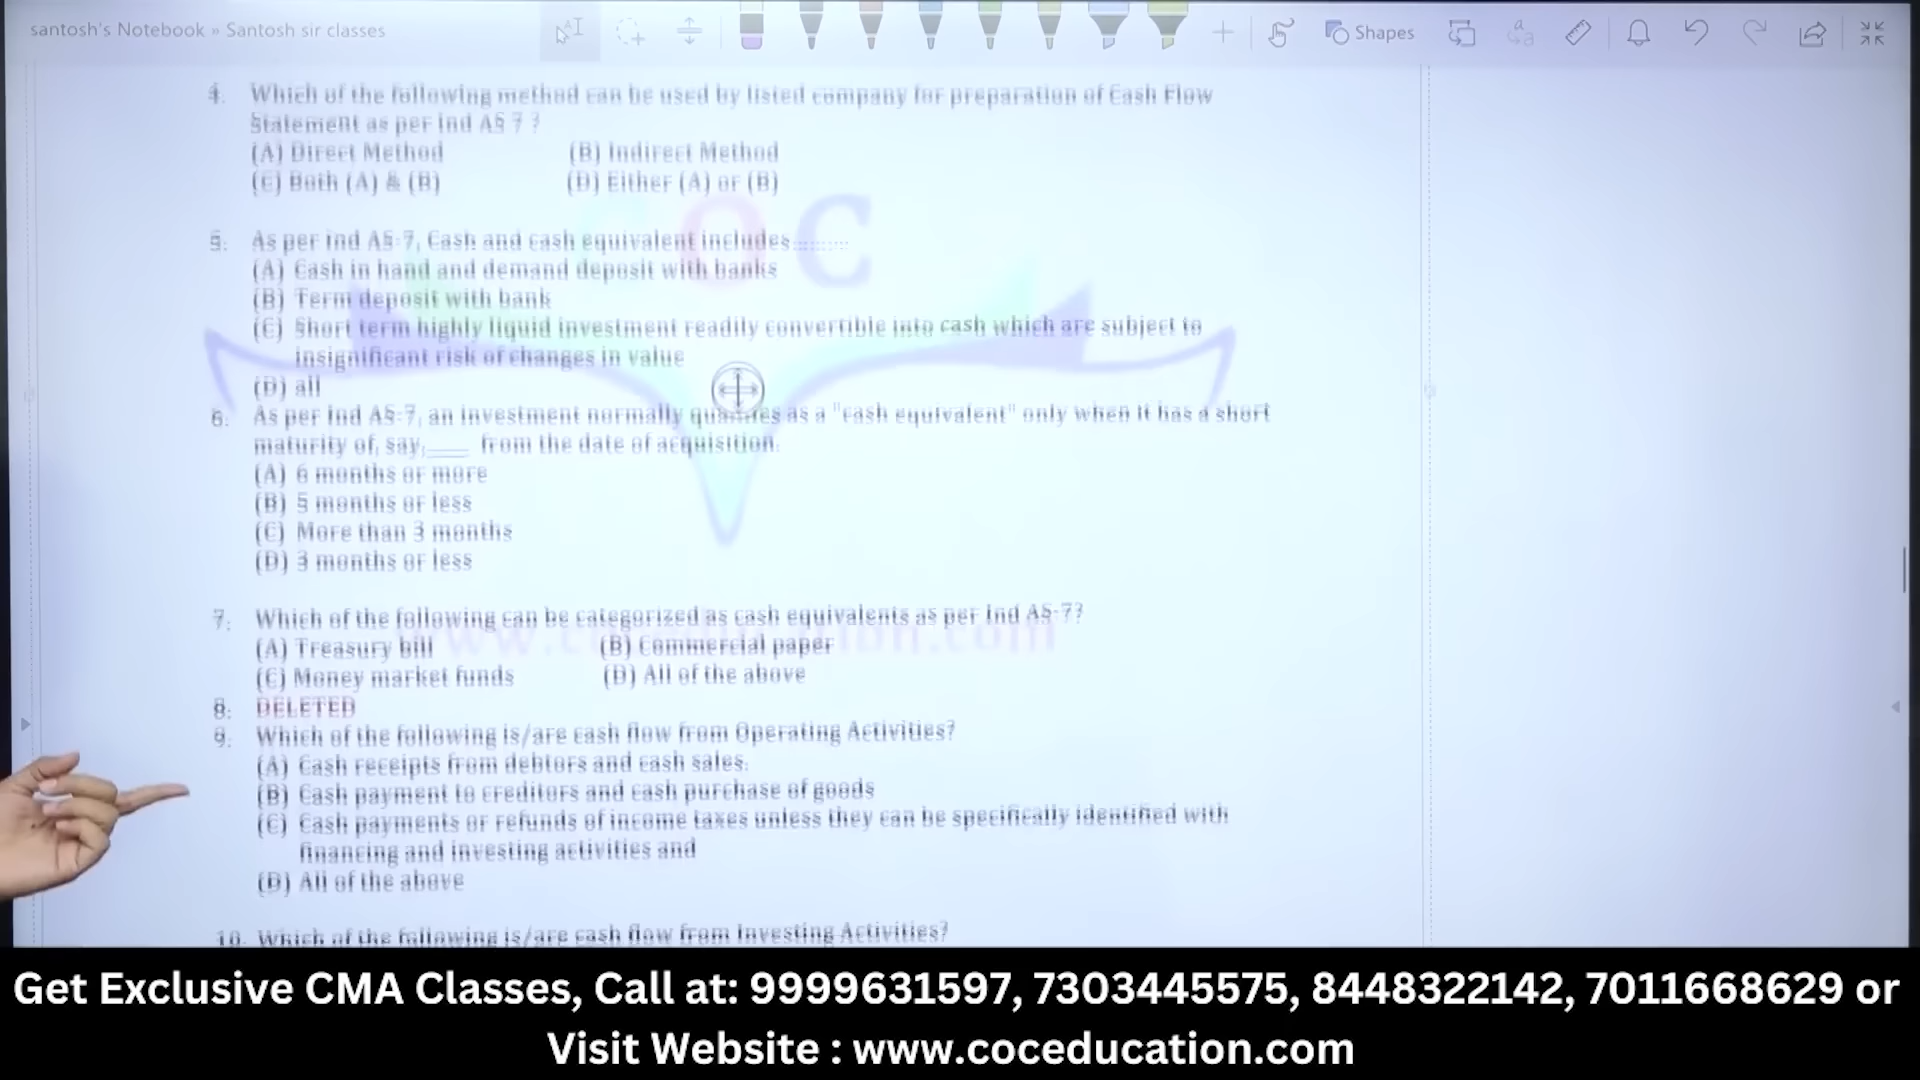 santosh's Notebook » Santosh sir classes
Shapes
4. Which of the following method can be used by listed company for preparation of Cash Flow
Statement as per Ind AS 7 ?
(A) Direct Method (B) Indirect Method
(C) Both (A) & (B) (D) Either (A) or (B)
COC
5. As per Ind AS-7, Cash and cash equivalent includes..........
(A) Cash in hand and demand deposit with banks
(B) Term deposit with bank
(C) Short term highly liquid investment readily convertible into cash which are subject to
insignificant risk of changes in value
(D) all
6. As per Ind AS-7, an investment normally qualifies as a "cash equivalent" only when it has a short
maturity of, say,____ from the date of acquisition.
(A) 6 months or more
(B) 5 months or less
(C) More than 3 months
(D) 3 months or less
7. Which of the following can be categorized as cash equivalents as per Ind AS-7?
www.coceducation.com
(A) Treasury bill (B) Commercial paper
(C) Money market funds (D) All of the above
8. DELETED
9. Which of the following is/are cash flow from Operating Activities?
(A) Cash receipts from debtors and cash sales.
(B) Cash payment to creditors and cash purchase of goods
(C) Cash payments or refunds of income taxes unless they can be specifically identified with
financing and investing activities and
(D) All of the above
10. Which of the following is/are cash flow from Investing Activities?
Get Exclusive CMA Classes, Call at: 9999631597, 7303445575, 8448322142, 7011668629 or
Visit Website : www.coceducation.com